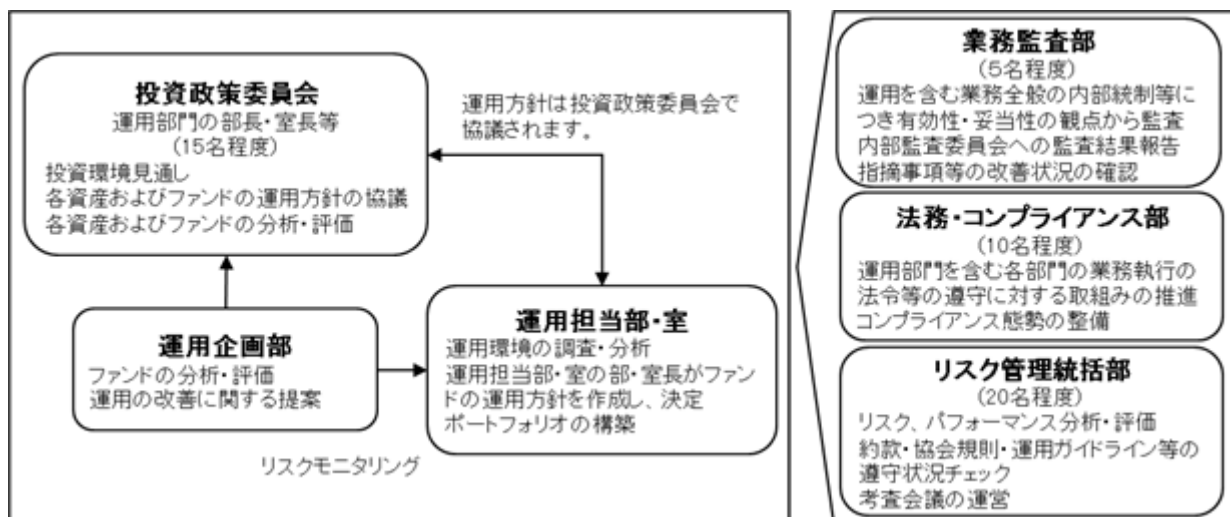 投資政策委員会
運用部門の部長・室長等
(15名程度)
投資環境見通し
各資産およびファンドの運用方針の協議
各資産およびファンドの分析・評価
運用方針は投資政策委員会で
協議されます。
運用企画部
ファンドの分析・評価
運用の改善に関する提案
運用担当部・室
運用環境の調査・分析
運用担当部・室の部・室長がファン
ドの運用方針を作成し、決定
ポートフォリオの構築
リスクモニタリング
業務監査部
(5名程度)
運用を含む業務全般の内部統制等に
つき有効性・妥当性の観点から監査
内部監査委員会への監査結果報告
指摘事項等の改善状況の確認
法務・コンプライアンス部
(10名程度)
運用部門を含む各部門の業務執行の
法令等の遵守に対する取組みの推進
コンプライアンス態勢の整備
リスク管理統括部
(20名程度)
リスク、パフォーマンス分析・評価
約款・協会規則・運用ガイドライン等の
遵守状況チェック
考査会議の運営